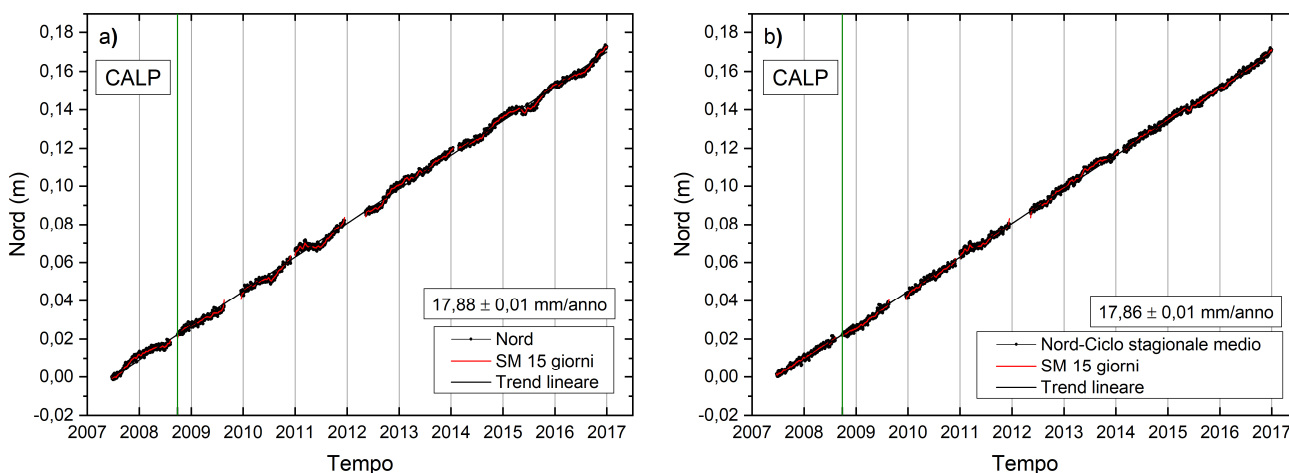 a)
CALP
Nord (m)
0,18
0,16
0,14
0,12
0,10
0,08
0,06
0,04
0,02
0,00
-0,02
17,88 ± 0,01 mm/anno
Nord
SM 15 giorni
Trend lineare
2007 2008 2009 2010 2011 2012 2013 2014 2015 2016 2017
Tempo
b)
CALP
Nord (m)
0,18
0,16
0,14
0,12
0,10
0,08
0,06
0,04
0,02
0,00
-0,02
17,86 ± 0,01 mm/anno
Nord-Ciclo stagionale medio
SM 15 giorni
Trend lineare
2007 2008 2009 2010 2011 2012 2013 2014 2015 2016 2017
Tempo